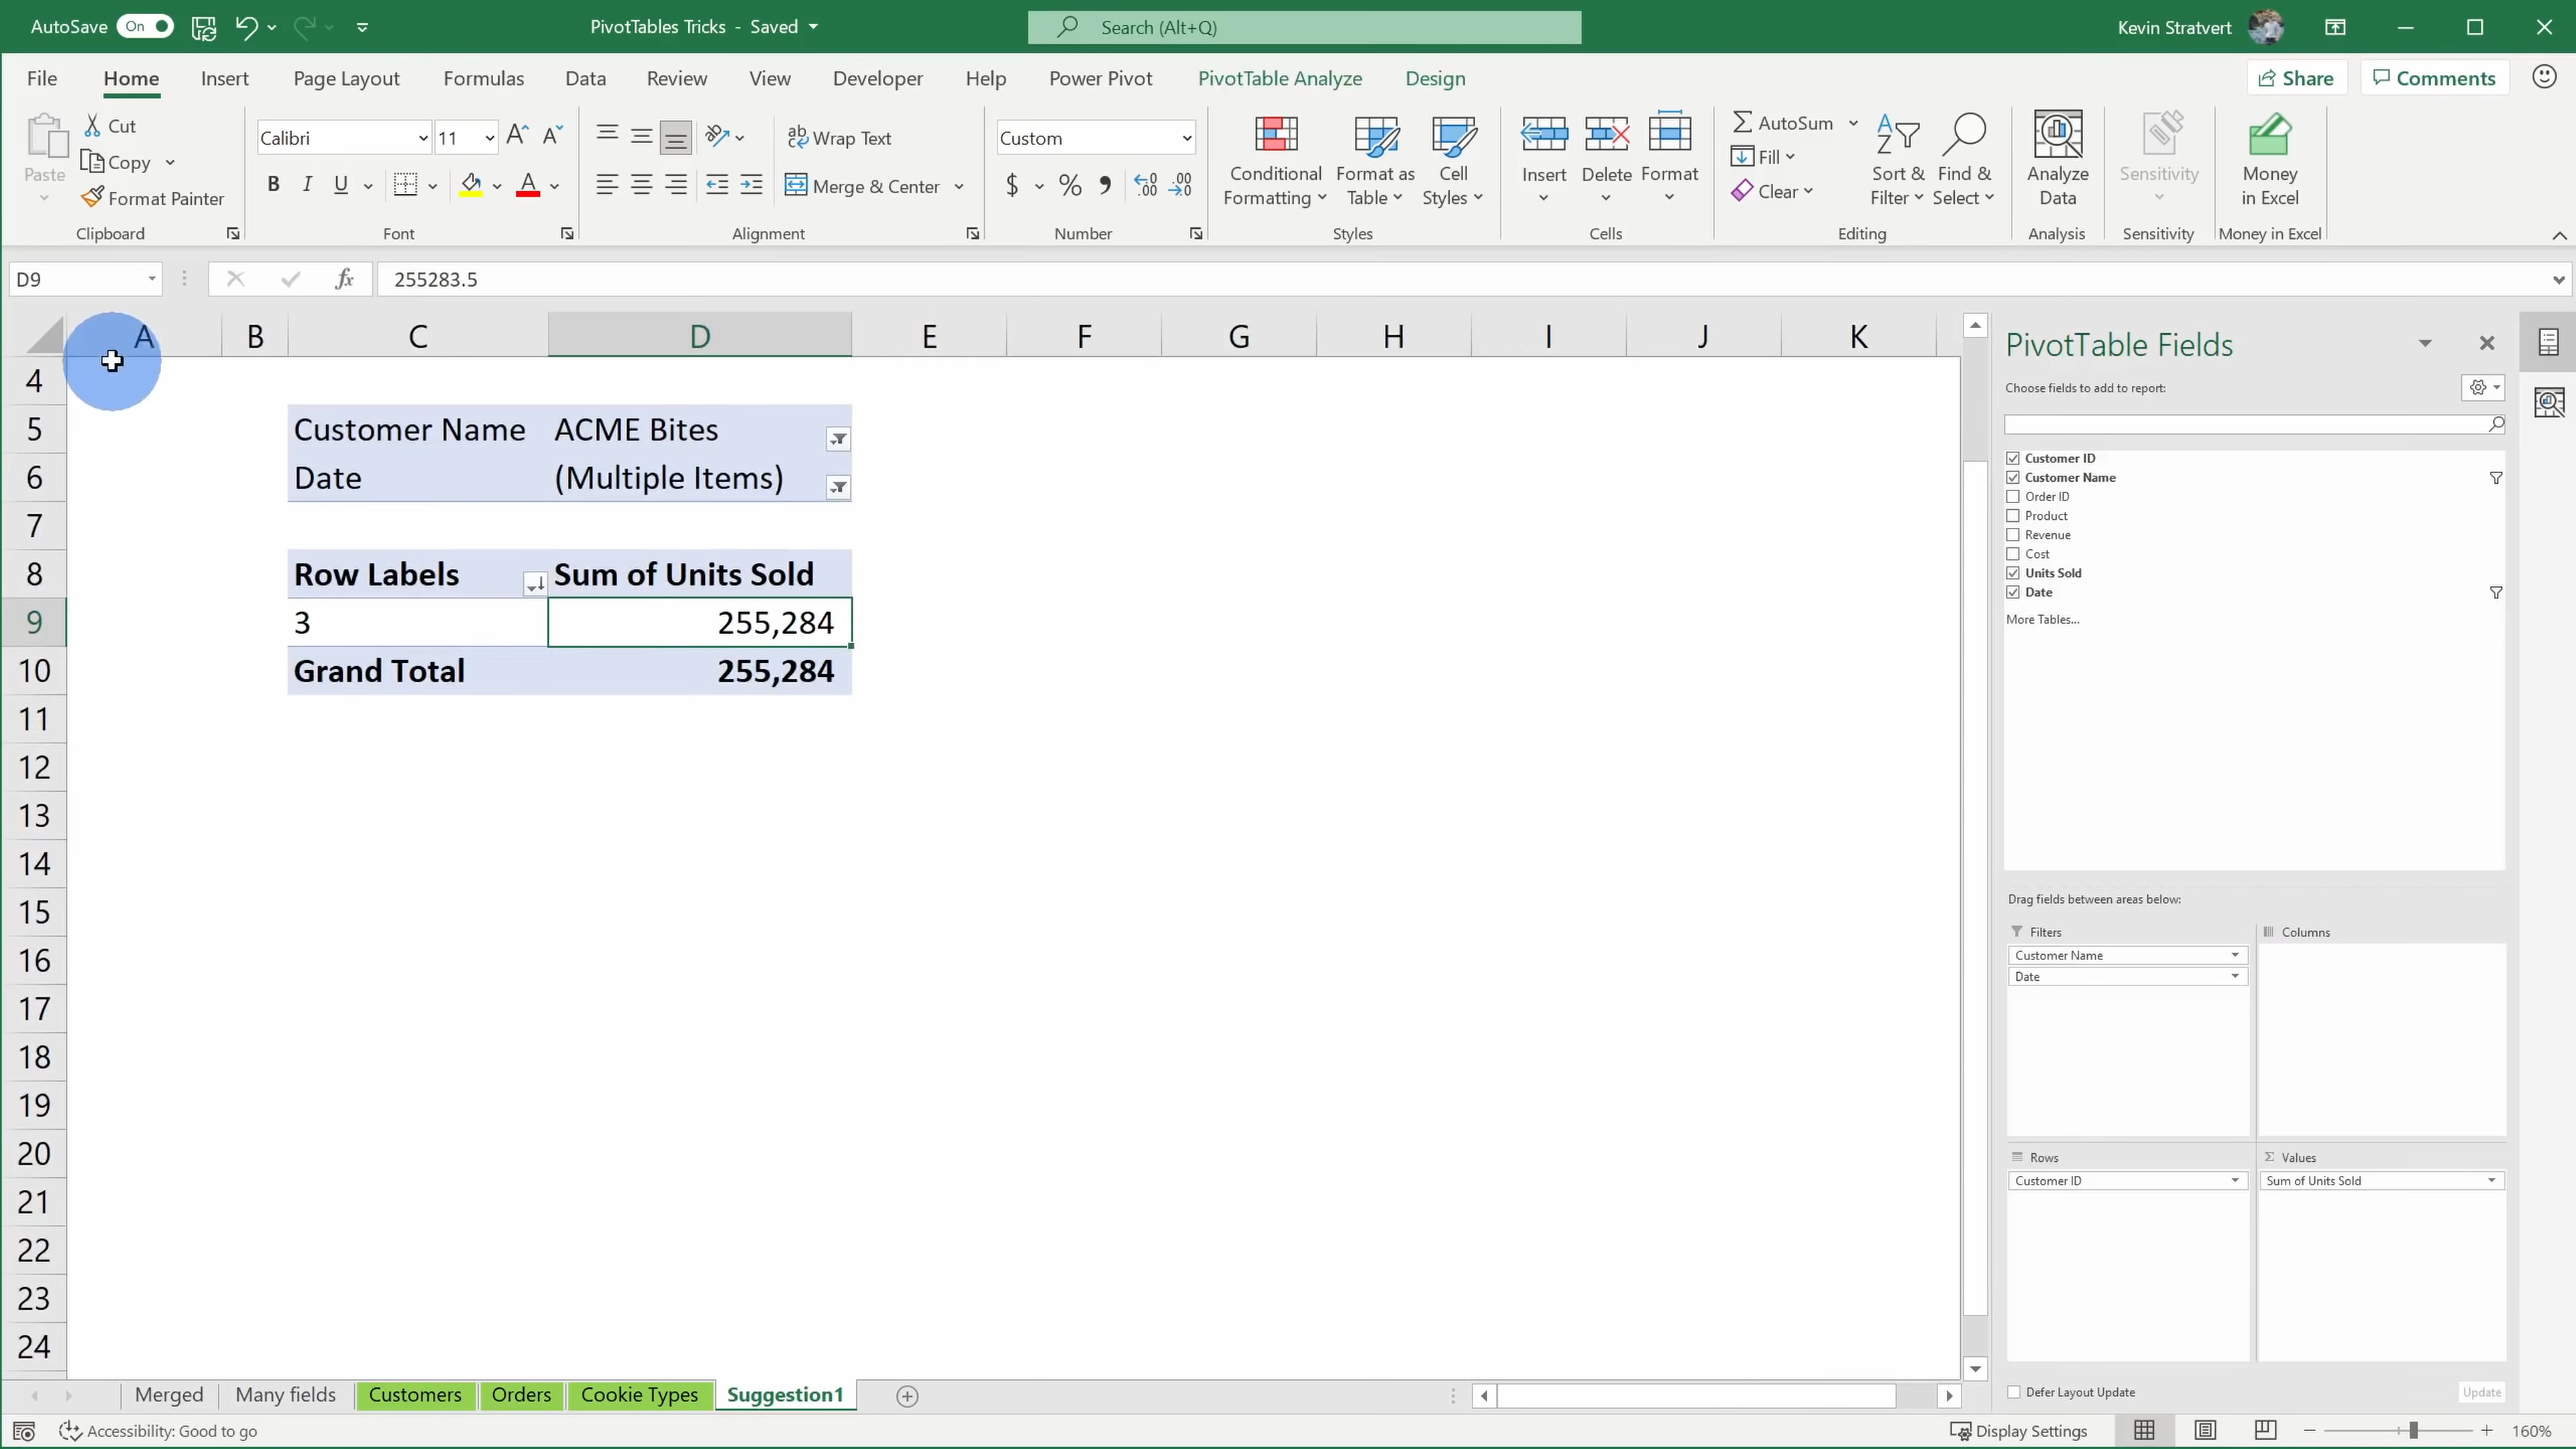 AutoSave On PivotTables Tricks - Saved Search (Alt+Q) Kevin Stratvert
File Home Insert Page Layout Formulas Data Review View Developer Help Power Pivot PivotTable Analyze Design Share Comments
Paste
Cut
Copy
Format Painter
Clipboard
Calibri 11
B I U
Font
Wrap Text
Merge & Center
Alignment
Custom
$ % ,
Number
Conditional Formatting
Format as Table
Cell Styles
Styles
Insert Delete Format
Cells
AutoSum
Fill
Clear
Sort & Filter
Find & Select
Editing
Analyze Data
Analysis
Sensitivity
Sensitivity
Money in Excel
Money in Excel
D9 fx 255283.5
A B C D E F G H I J K
4
5 Customer Name ACME Bites
6 Date (Multiple Items)
7
8 Row Labels Sum of Units Sold
9 3 255,284
10 Grand Total 255,284
11
12
13
14
15
16
17
18
19
20
21
22
23
24
PivotTable Fields
Choose fields to add to report:
Customer ID
Customer Name
Order ID
Product
Revenue
Cost
Units Sold
Date
More Tables...
Drag fields between areas below:
Filters
Customer Name
Date
Columns
Rows
Customer ID
Values
Sum of Units Sold
Defer Layout Update Update
Merged Many fields Customers Orders Cookie Types Suggestion1
Accessibility: Good to go Display Settings 160%